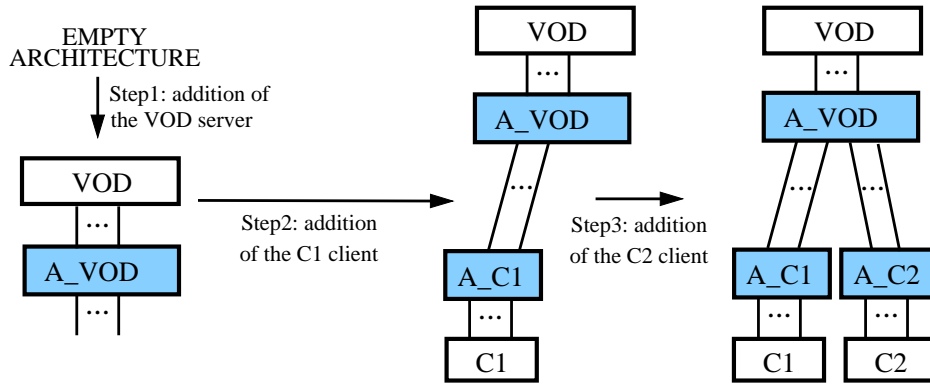 EMPTY
ARCHITECTURE
Step1: addition of
the VOD server
VOD
...
A_VOD
...
Step2: addition
of the C1 client
VOD
...
A_VOD
...
A_C1
...
C1
Step3: addition
of the C2 client
VOD
...
A_VOD
... ...
A_C1 A_C2
... ...
C1 C2